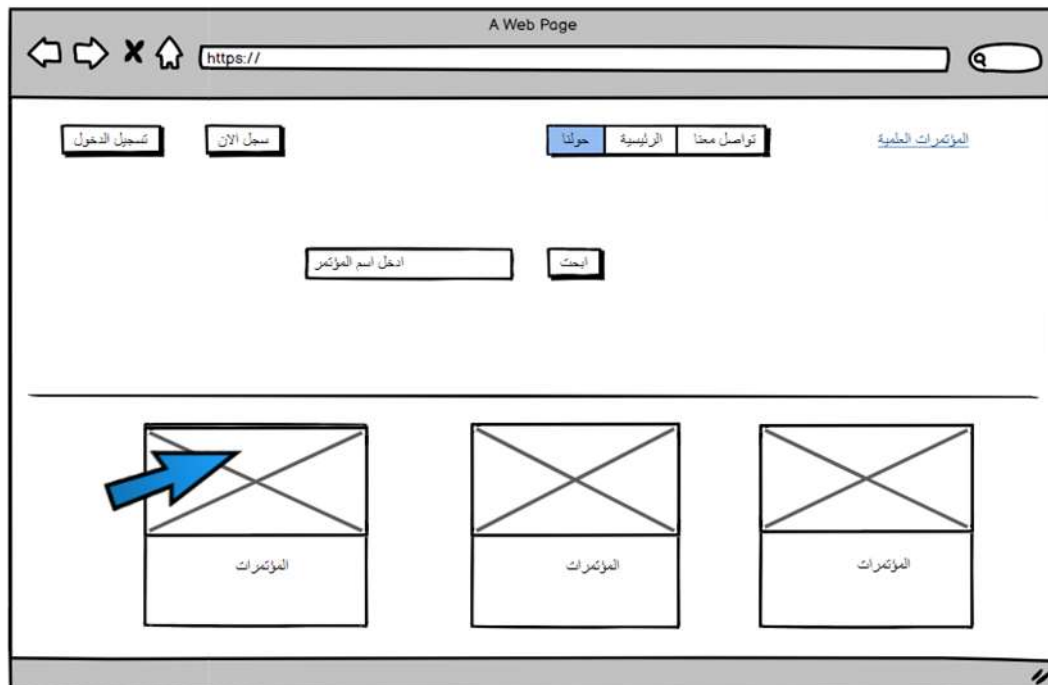 A Web Page
https://
المؤتمرات العلمية
تواصل معنا
الرئيسية
حولنا
سجل الان
تسجيل الدخول
ادخل اسم المؤتمر
ابحث
المؤتمرات
المؤتمرات
المؤتمرات